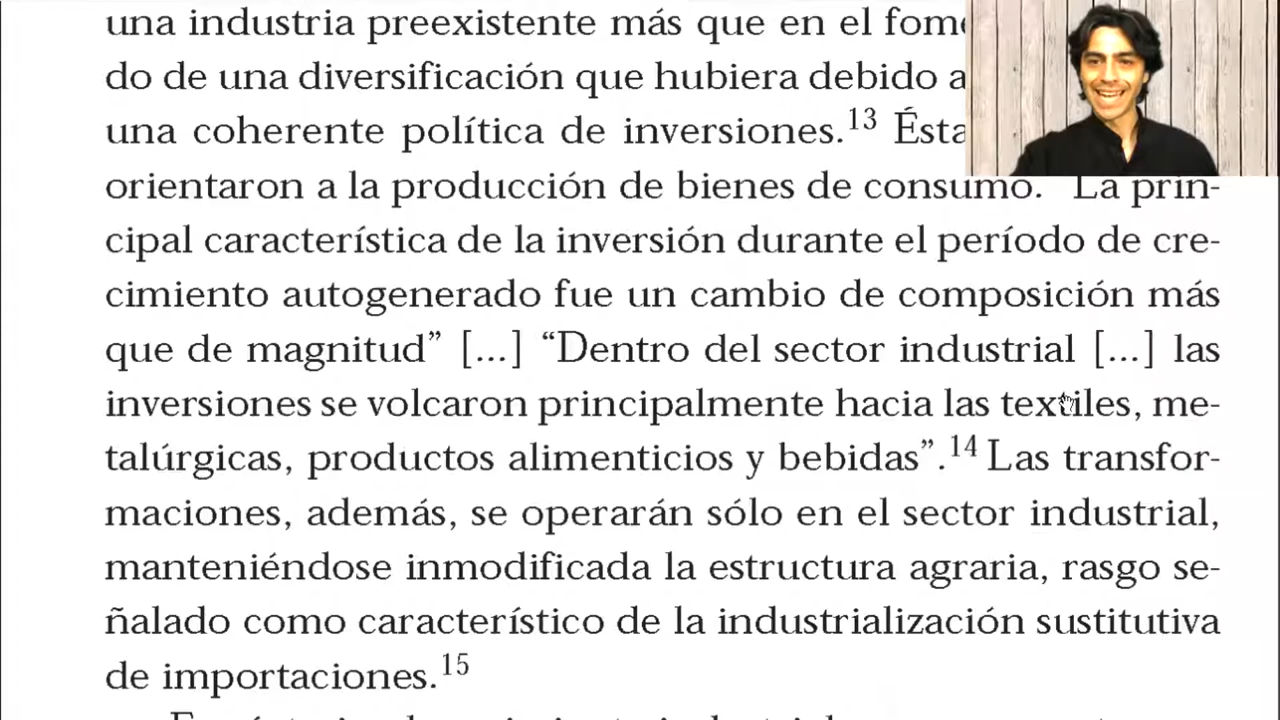 una industria preexistente más que en el
do de una diversificación que hubiera debido
una coherente política de inversiones.13
orientaron a la producción de bienes de consumo. "La prin-
cipal característica de la inversión durante el período de cre-
cimiento autogenerado fue un cambio de composición más
que de magnitud” [...] “Dentro del sector industrial [...] las
inversiones se volcaron principalmente hacia las textiles, me-
talúrgicas, productos alimenticios y bebidas”.14 Las transfor-
maciones, además, se operarán sólo en el sector industrial,
manteniéndose inmodificada la estructura agraria, rasgo se-
ñalado como característico de la industrialización sustitutiva
de importaciones.15